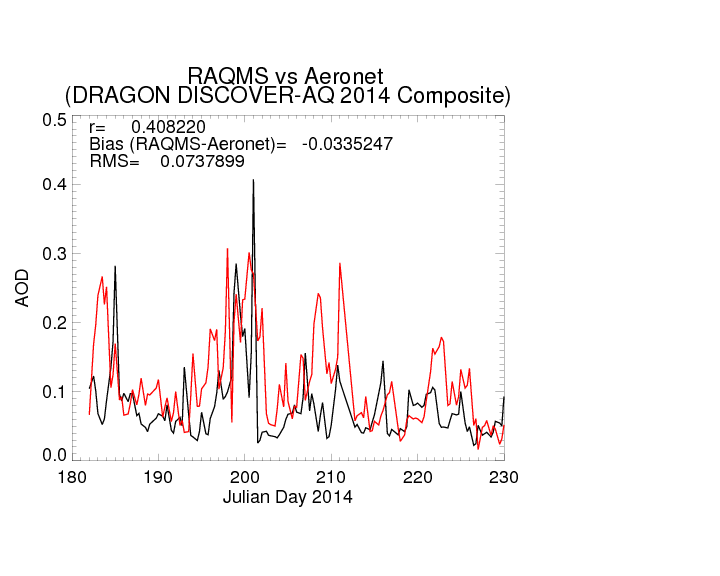 RAQMS vs Aeronet
(DRAGON DISCOVER-AQ 2014 Composite)
r= 0.408220
Bias (RAQMS-Aeronet)= -0.0335247
RMS= 0.0737899
0.5
0.4
0.3
0.2
0.1
0.0
AOD
180 190 200 210 220 230
Julian Day 2014